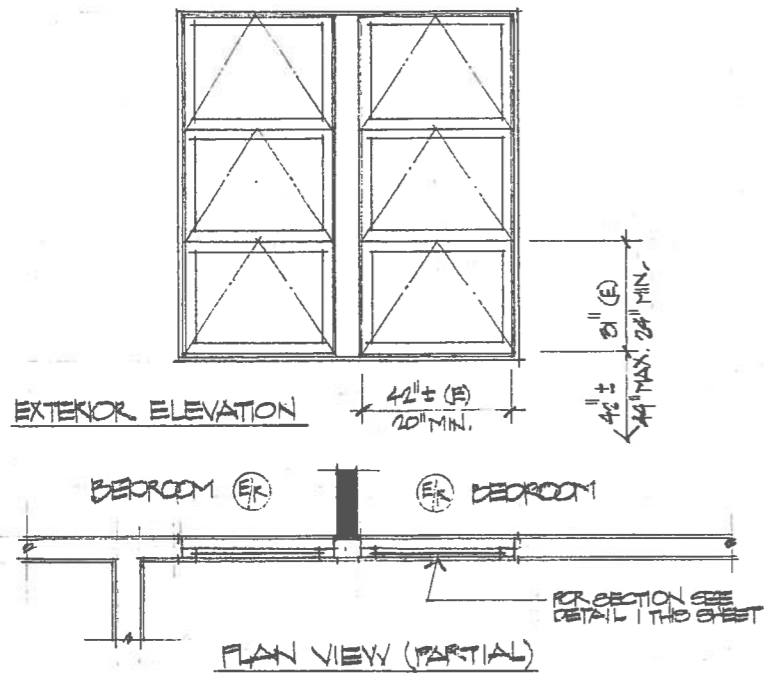 31" (E)
24" MIN.
42" ±
44" MAX.
EXTERIOR ELEVATION
42" ± (E)
20" MIN.
BEDROOM E/R
E/R BEDROOM
FOR SECTION SEE
DETAIL 1 THIS SHEET
PLAN VIEW (PARTIAL)